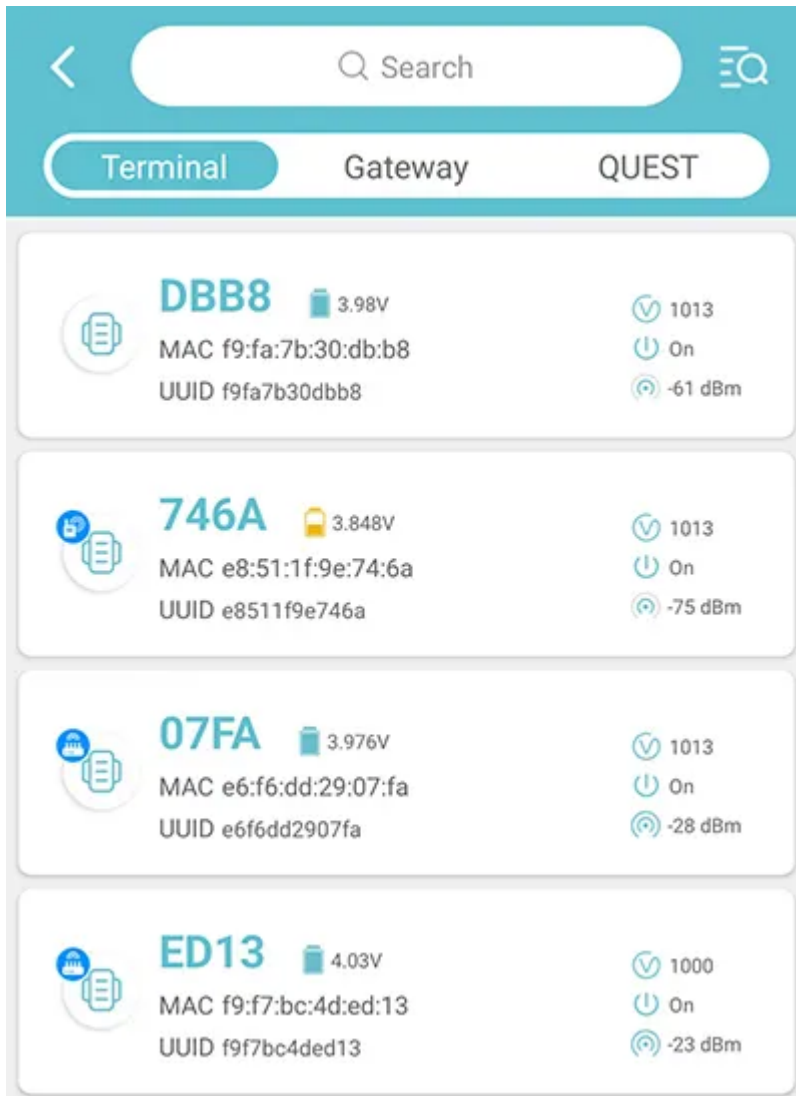 Search
Terminal Gateway QUEST
DBB8 3.98V
1013
MAC f9:fa:7b:30:db:b8
On
UUID f9fa7b30dbb8
-61 dBm
746A 3.848V
1013
MAC e8:51:1f:9e:74:6a
On
UUID e8511f9e746a
-75 dBm
07FA 3.976V
1013
MAC e6:f6:dd:29:07:fa
On
UUID e6f6dd2907fa
-28 dBm
ED13 4.03V
1000
MAC f9:f7:bc:4d:ed:13
On
UUID f9f7bc4ded13
-23 dBm